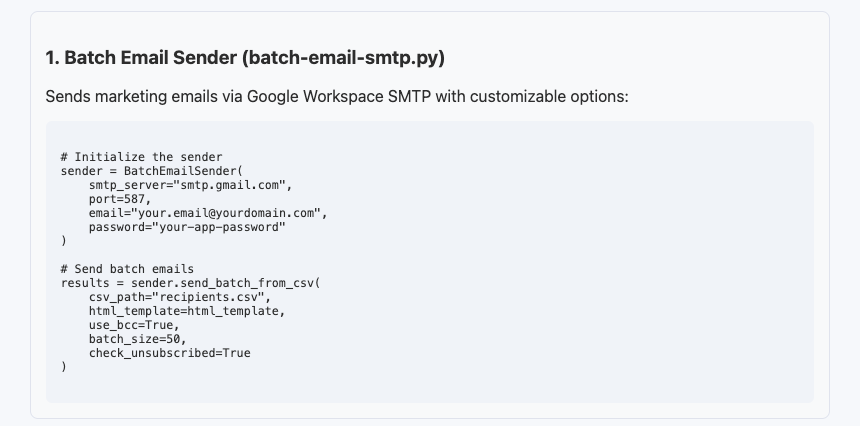 1. Batch Email Sender (batch-email-smtp.py)
Sends marketing emails via Google Workspace SMTP with customizable options:
# Initialize the sender
sender = BatchEmailSender(
    smtp_server="smtp.gmail.com",
    port=587,
    email="your.email@yourdomain.com",
    password="your-app-password"
)
# Send batch emails
results = sender.send_batch_from_csv(
    csv_path="recipients.csv",
    html_template=html_template,
    use_bcc=True,
    batch_size=50,
    check_unsubscribed=True
)